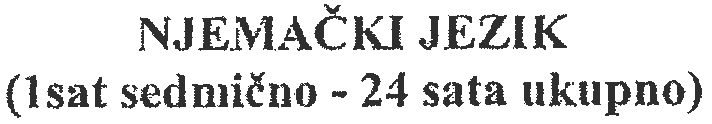 NJEMAČKI JEZIK
(1sat sedmično - 24 sata ukupno)